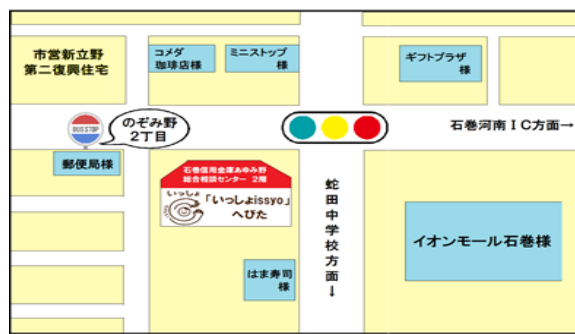 市営新立野
第二復興住宅
コメダ
珈琲店様
ミニストップ
様
ギフトプラザ
様
BUS STOP
のぞみ野
2丁目
石巻河南ＩＣ方面→
郵便局様
石巻信用金庫あゆみ野
総合相談センター 2階
いっしょ
「いっしょissyo」
へびた
蛇田中学校方面↓
イオンモール石巻様
はま寿司
様